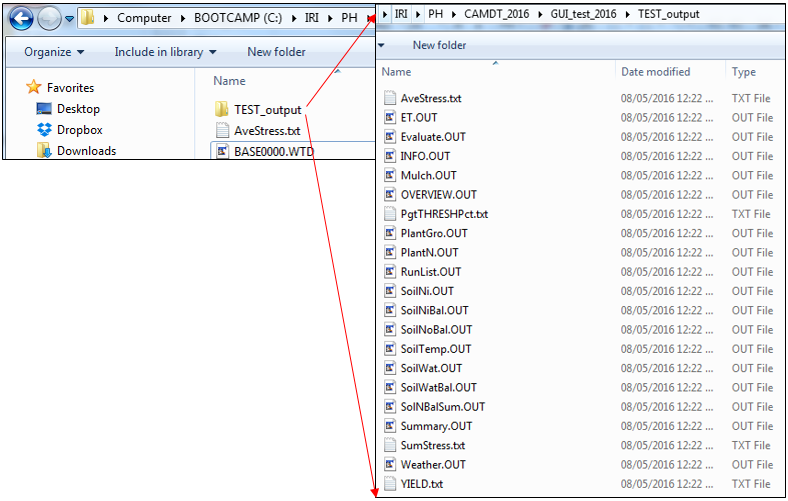 Computer BOOTCAMP (C:) IRI PH
Organize Include in library New folder
Favorites
Desktop
Dropbox
Downloads
Name
TEST_output
AveStress.txt
BASE0000.WTD
IRI PH CAMDT_2016 GUI_test_2016 TEST_output
New folder
Name Date modified Type
AveStress.txt 08/05/2016 12:22 ... TXT File
ET.OUT 08/05/2016 12:22 ... OUT File
Evaluate.OUT 08/05/2016 12:22 ... OUT File
INFO.OUT 08/05/2016 12:22 ... OUT File
Mulch.OUT 08/05/2016 12:22 ... OUT File
OVERVIEW.OUT 08/05/2016 12:22 ... OUT File
PgtTHRESHPct.txt 08/05/2016 12:22 ... TXT File
PlantGro.OUT 08/05/2016 12:22 ... OUT File
PlantN.OUT 08/05/2016 12:22 ... OUT File
RunList.OUT 08/05/2016 12:22 ... OUT File
SoilNi.OUT 08/05/2016 12:22 ... OUT File
SoilNiBal.OUT 08/05/2016 12:22 ... OUT File
SoilNoBal.OUT 08/05/2016 12:22 ... OUT File
SoilTemp.OUT 08/05/2016 12:22 ... OUT File
SoilWat.OUT 08/05/2016 12:22 ... OUT File
SoilWatBal.OUT 08/05/2016 12:22 ... OUT File
SolNBalSum.OUT 08/05/2016 12:22 ... OUT File
Summary.OUT 08/05/2016 12:22 ... OUT File
SumStress.txt 08/05/2016 12:22 ... TXT File
Weather.OUT 08/05/2016 12:22 ... OUT File
YIELD.txt 08/05/2016 12:22 ... TXT File